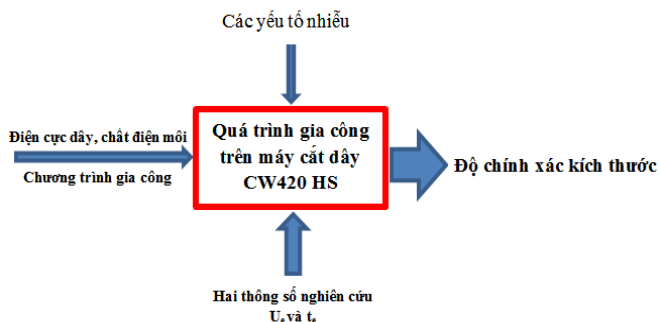 Các yếu tố nhiễu
Điện cực dây, chất điện môi
Chương trình gia công
Quá trình gia công
trên máy cắt dây
CW420 HS
Độ chính xác kích thước
Hai thông số nghiên cứu
Uₑ và tₑ